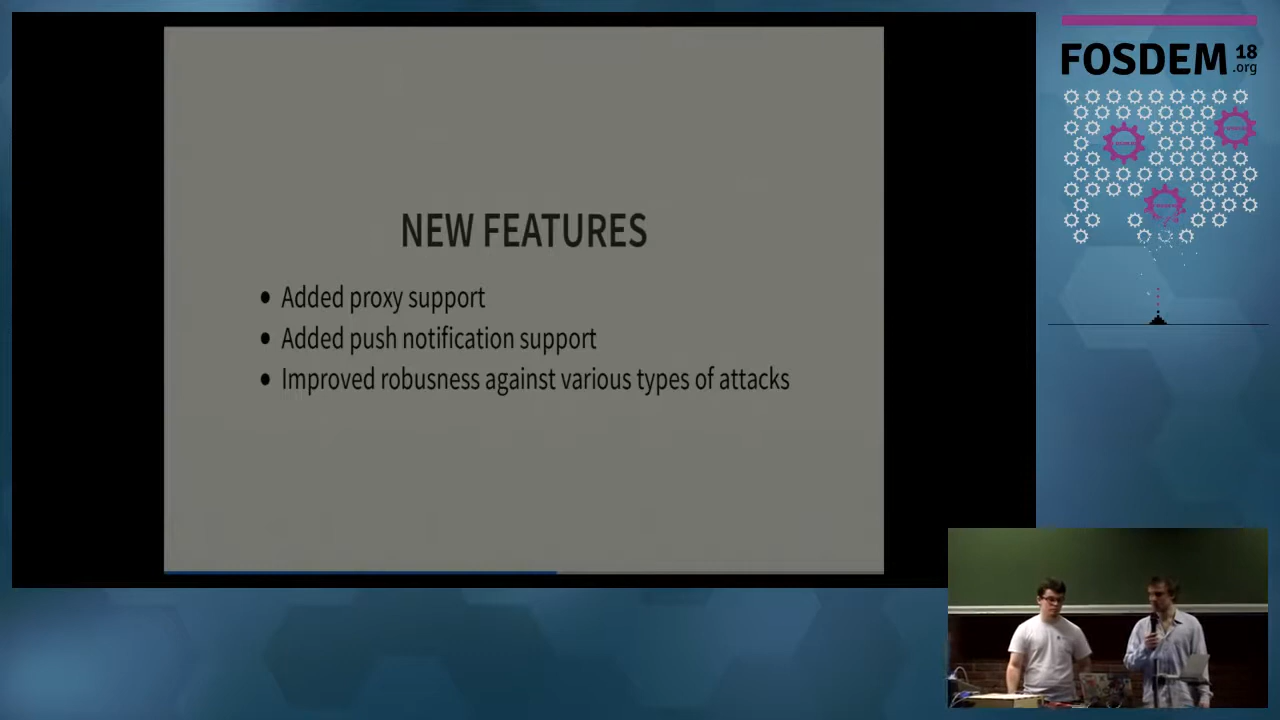 NEW FEATURES
Added proxy support
Added push notification support
Improved robusness against various types of attacks
FOSDEM 18
.org